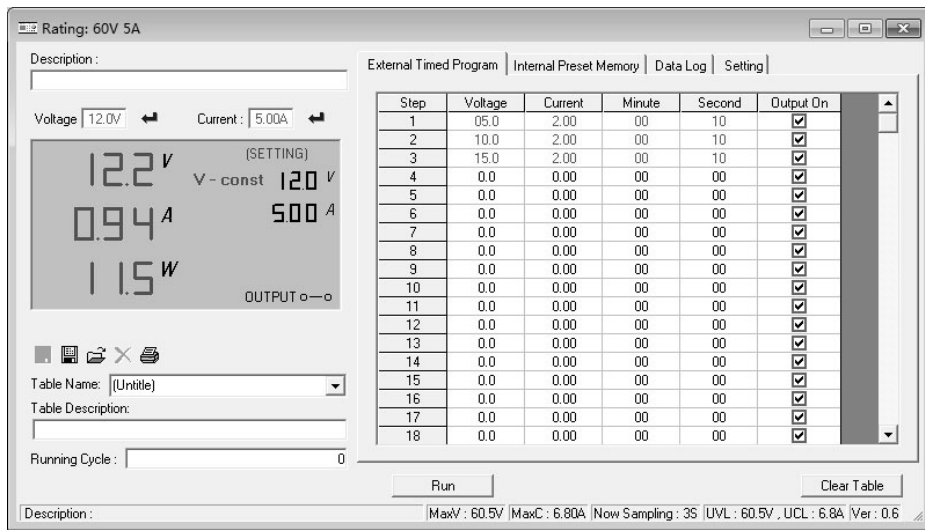 Rating: 60V 5A
Description :
Voltage 12.0V Current : 5.00A
12.2 V (SETTING)
V - const 12.0 V
0.94 A 5.00 A
11.5 W
OUTPUT
Table Name: (Untitle)
Table Description:
Running Cycle : 0
External Timed Program Internal Preset Memory Data Log Setting
Step Voltage Current Minute Second Output On
1 05.0 2.00 00 10
2 10.0 2.00 00 10
3 15.0 2.00 00 10
4 0.0 0.00 00 00
5 0.0 0.00 00 00
6 0.0 0.00 00 00
7 0.0 0.00 00 00
8 0.0 0.00 00 00
9 0.0 0.00 00 00
10 0.0 0.00 00 00
11 0.0 0.00 00 00
12 0.0 0.00 00 00
13 0.0 0.00 00 00
14 0.0 0.00 00 00
15 0.0 0.00 00 00
16 0.0 0.00 00 00
17 0.0 0.00 00 00
18 0.0 0.00 00 00
Run Clear Table
Description : MaxV : 60.5V MaxC : 6.80A Now Sampling : 3S UVL : 60.5V , UCL : 6.8A Ver : 0.6